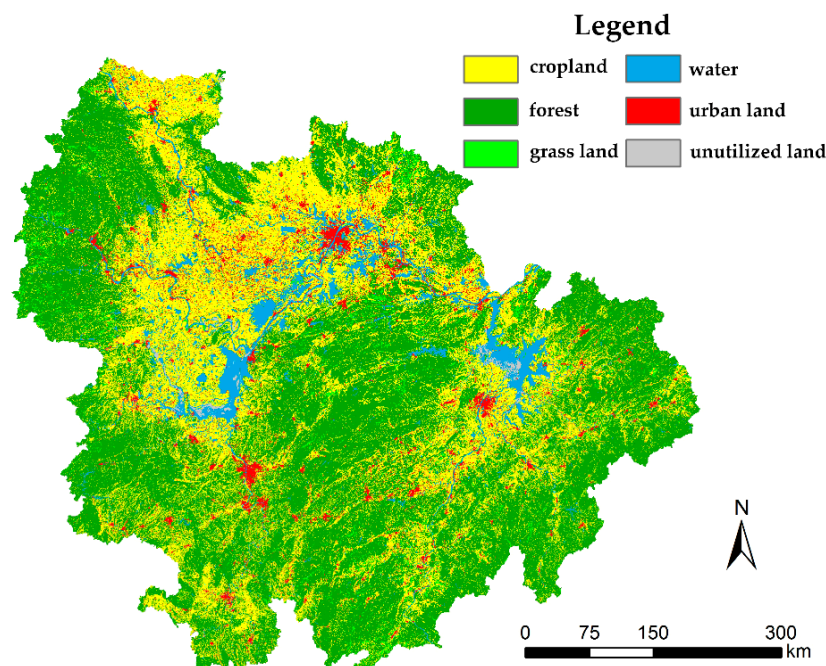 Legend
cropland water
forest urban land
grass land unutilized land
N
0 75 150 300
km